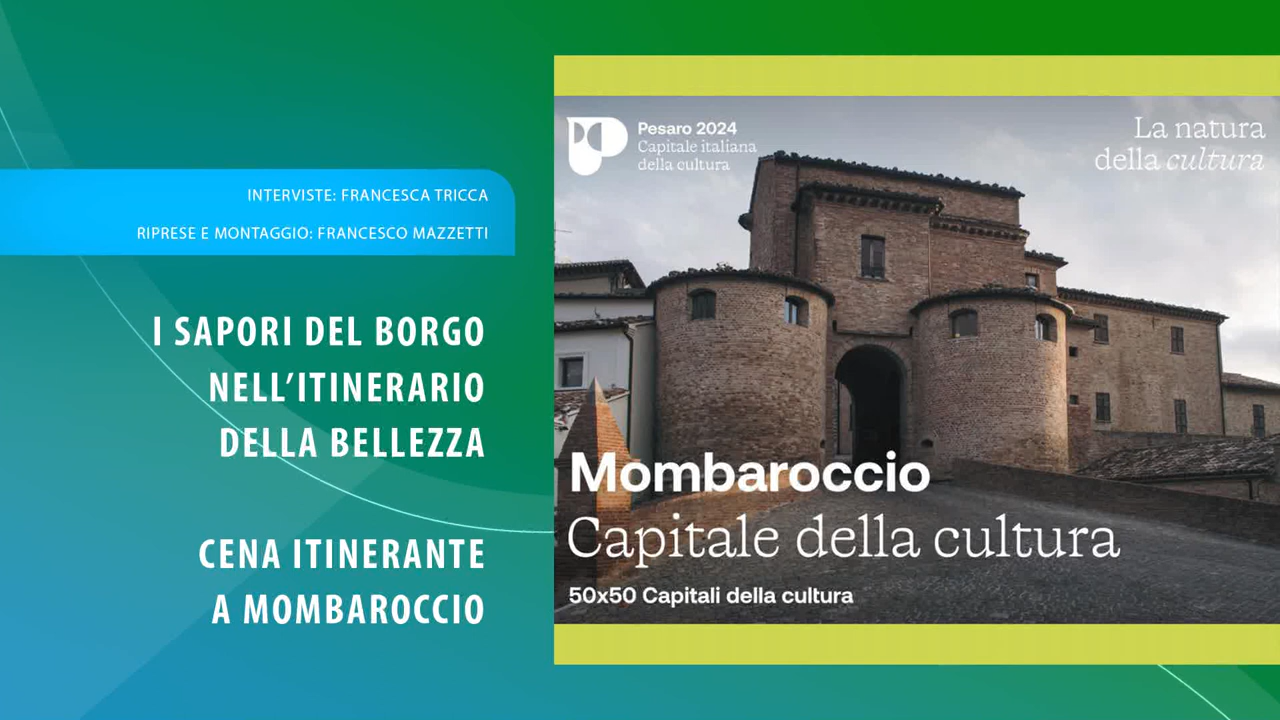 INTERVISTE: FRANCESCA TRICCA
RIPRESE E MONTAGGIO: FRANCESCO MAZZETTI
I SAPORI DEL BORGO
NELL’ITINERARIO
DELLA BELLEZZA
CENA ITINERANTE
A MOMBAROCCIO
Pesaro 2024
Capitale italiana
della cultura
La natura
della cultura
Mombaroccio
Capitale della cultura
50x50 Capitali della cultura